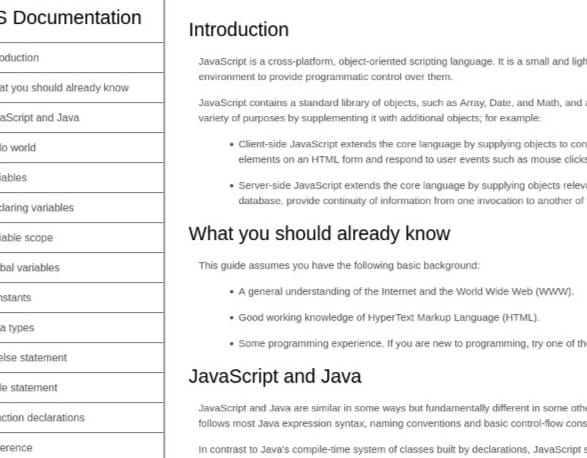 S Documentation
oduction
at you should already know
aScript and Java
lo world
iables
claring variables
iable scope
bal variables
nstants
a types
else statement
le statement
ction declarations
erence
Introduction
JavaScript is a cross-platform, object-oriented scripting language. It is a small and ligh
environment to provide programmatic control over them.
JavaScript contains a standard library of objects, such as Array, Date, and Math, and a
variety of purposes by supplementing it with additional objects; for example:
• Client-side JavaScript extends the core language by supplying objects to con
elements on an HTML form and respond to user events such as mouse clicks
• Server-side JavaScript extends the core language by supplying objects releva
database, provide continuity of information from one invocation to another of
What you should already know
This guide assumes you have the following basic background:
• A general understanding of the Internet and the World Wide Web (WWW).
• Good working knowledge of HyperText Markup Language (HTML).
• Some programming experience. If you are new to programming, try one of the
JavaScript and Java
JavaScript and Java are similar in some ways but fundamentally different in some othe
follows most Java expression syntax, naming conventions and basic control-flow cons
In contrast to Java's compile-time system of classes built by declarations, JavaScript s